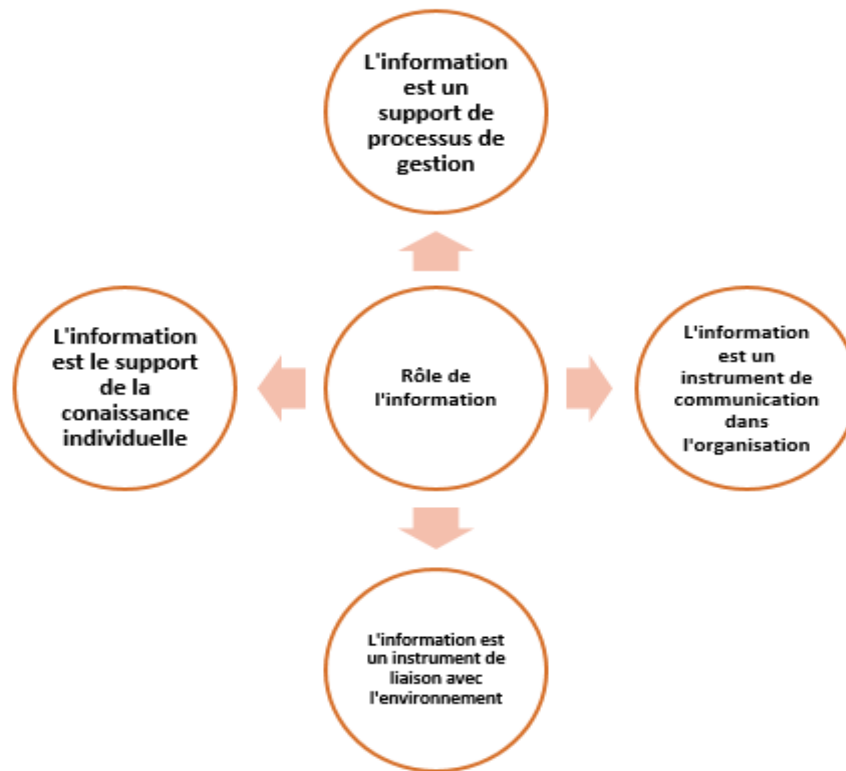 L'information
est un
support de
processus de
gestion
L'information
est le support
de la
conaissance
individuelle
Rôle de
l'information
L'information
est un
instrument de
communication
dans
l'organisation
L'information est
un instrument de
liaison avec
l'environnement